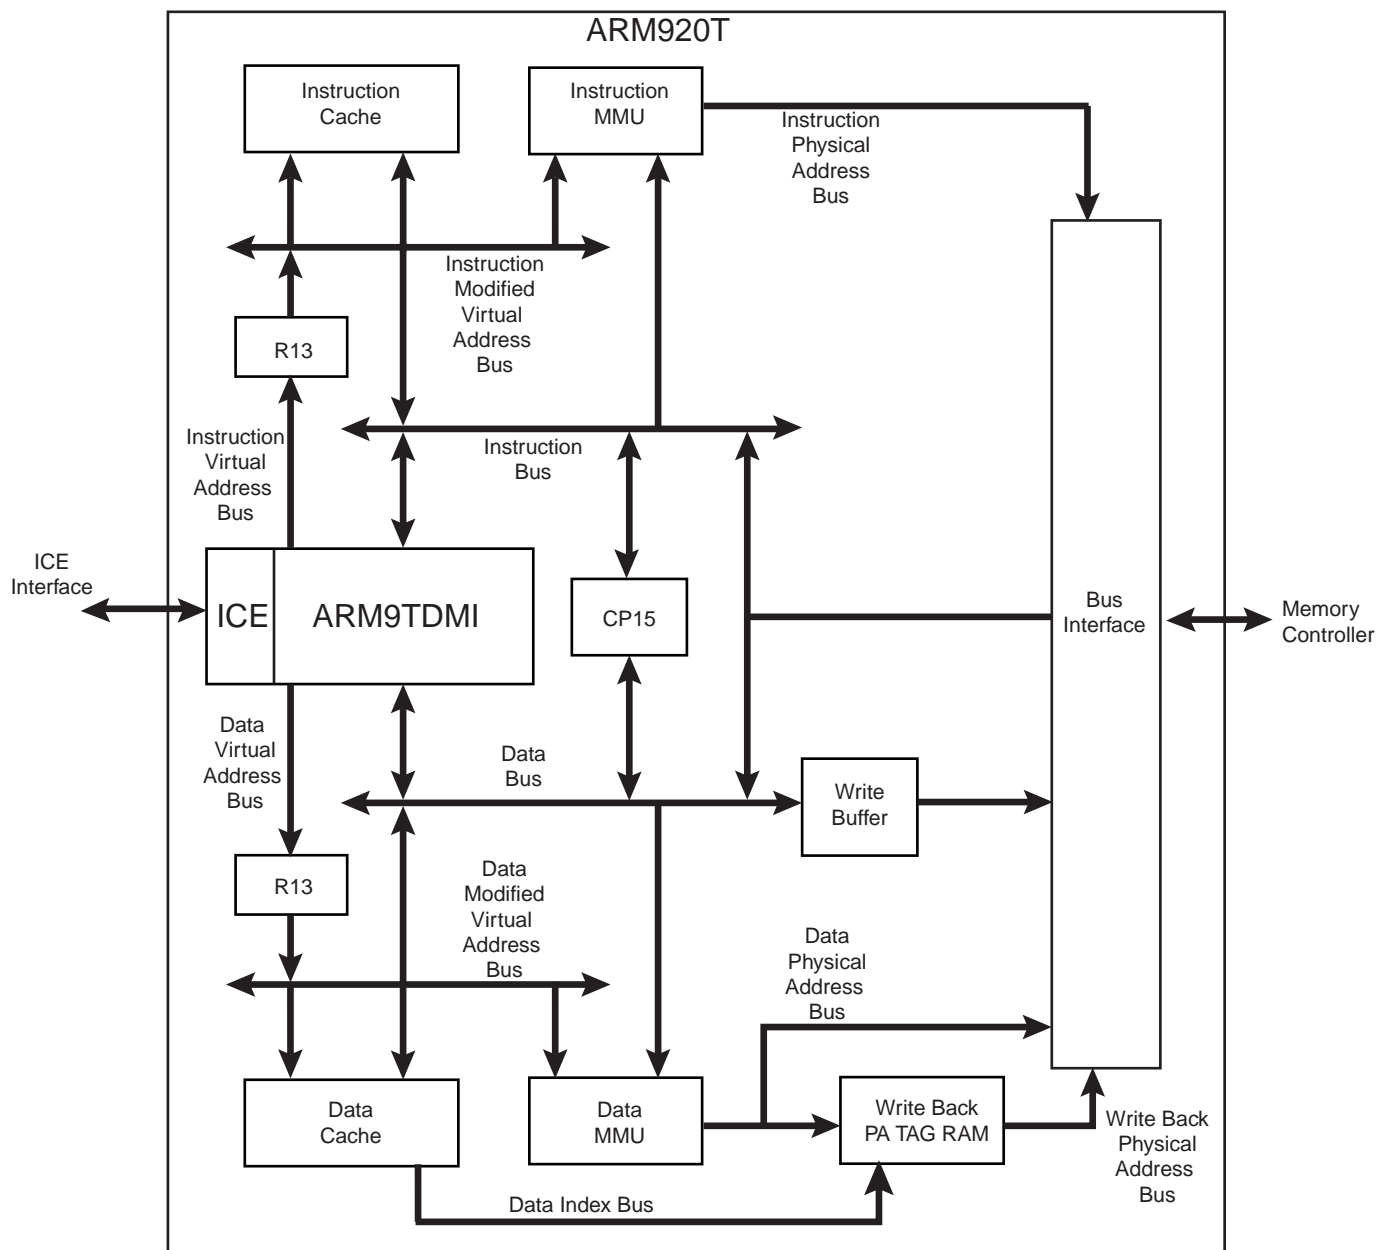 ARM920T
Instruction
Cache
Instruction
MMU
Instruction
Physical
Address
Bus
Instruction
Modified
Virtual
Address
Bus
R13
Instruction
Virtual
Address
Bus
Instruction
Bus
ICE
Interface
ICE
ARM9TDMI
CP15
Bus
Interface
Memory
Controller
Data
Virtual
Address
Bus
Data
Bus
Write
Buffer
R13
Data
Modified
Virtual
Address
Bus
Data
Physical
Address
Bus
Data
Cache
Data
MMU
Write Back
PA TAG RAM
Write Back
Physical
Address
Bus
Data Index Bus